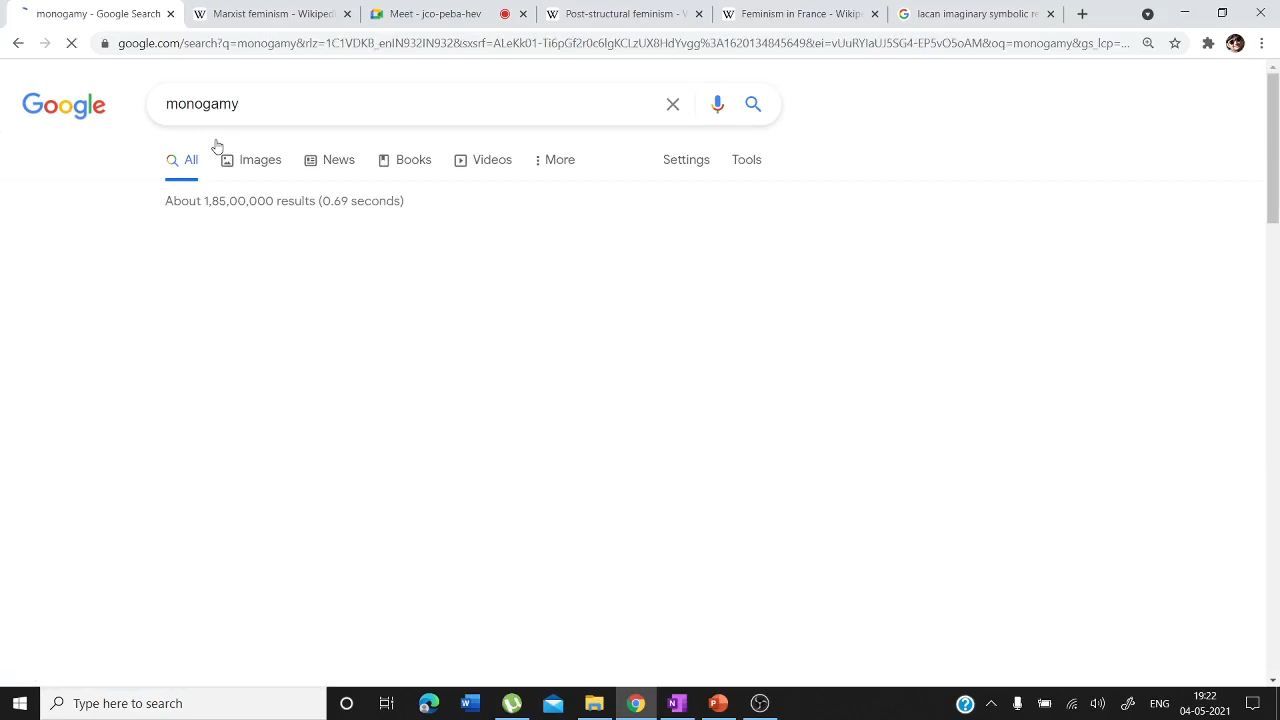 monogamy - Google Search
Marxist feminism - Wikiped
Meet - jco-peba-hev
Post-structural feminism - V
Feminism in France - Wikipe
lacan imaginary symbolic re
google.com/search?q=monogamy&rlz=1C1VDKB_enIN932IN932&sxsrf=ALeKk01-Ti6pGf2r0c6lgKCLzUX8HdYvgg%3A1620134845649&ei=vUuRYIaUJ5SG4-EP5vO5oAM&oq=monogamy&gs_lcp=...
Google
monogamy
All
Images
News
Books
Videos
More
Settings
Tools
About 1,85,00,000 results (0.69 seconds)
Type here to search
ENG
19:22
04-05-2021